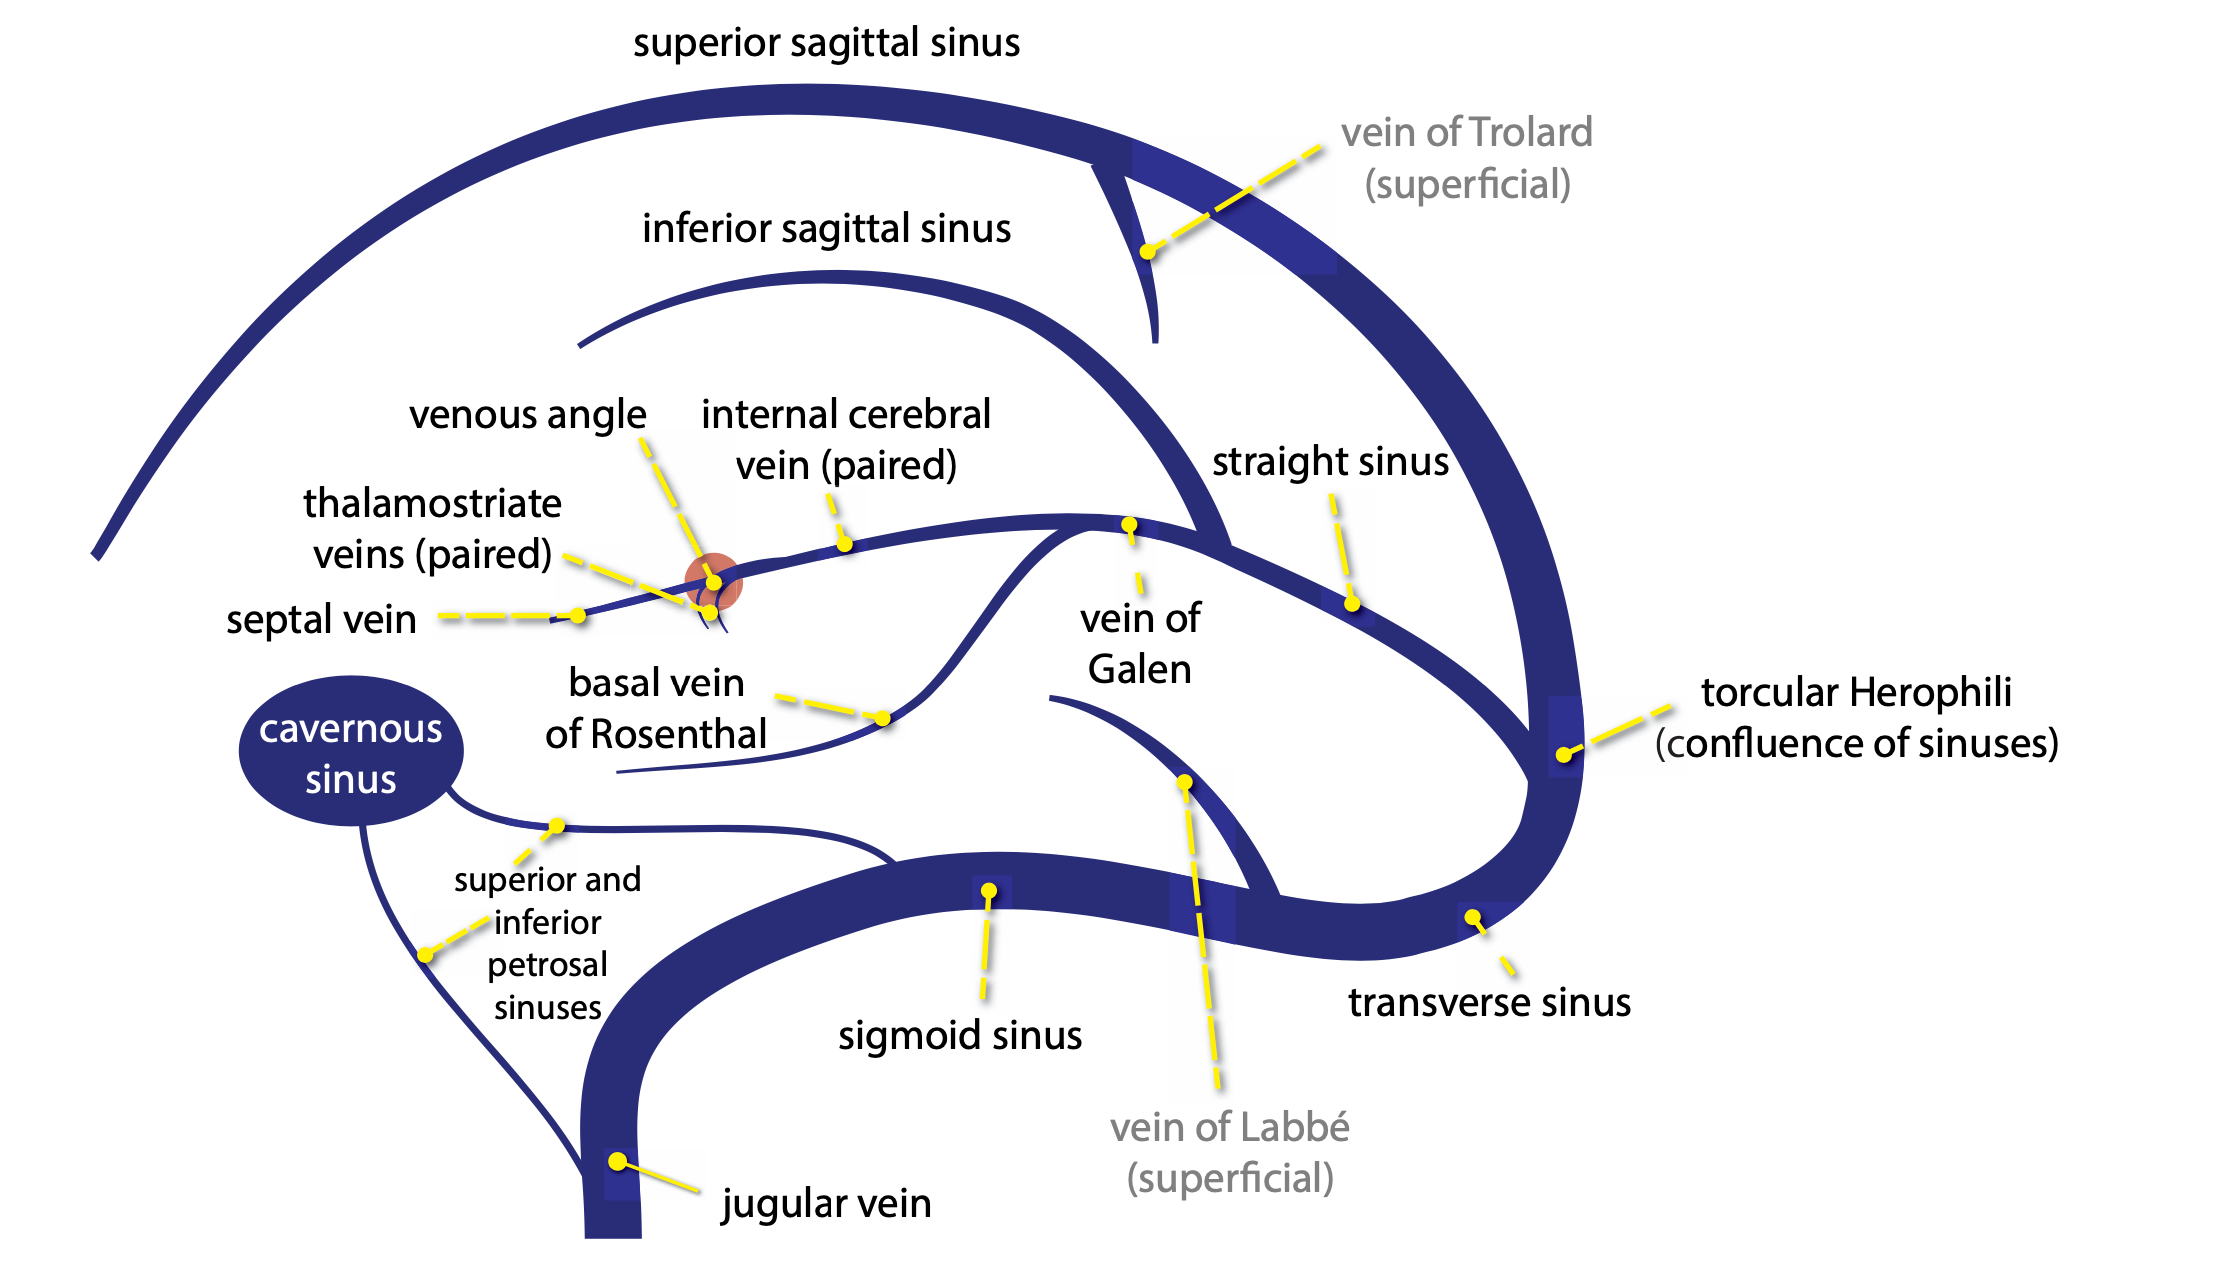 superior sagittal sinus
vein of Trolard
(superficial)
inferior sagittal sinus
venous angle
internal cerebral
vein (paired)
straight sinus
thalamostriate
veins (paired)
septal vein
vein of
Galen
basal vein
of Rosenthal
torcular Herophili
(confluence of sinuses)
cavernous
sinus
superior and
inferior
petrosal
sinuses
sigmoid sinus
transverse sinus
vein of Labbé
(superficial)
jugular vein